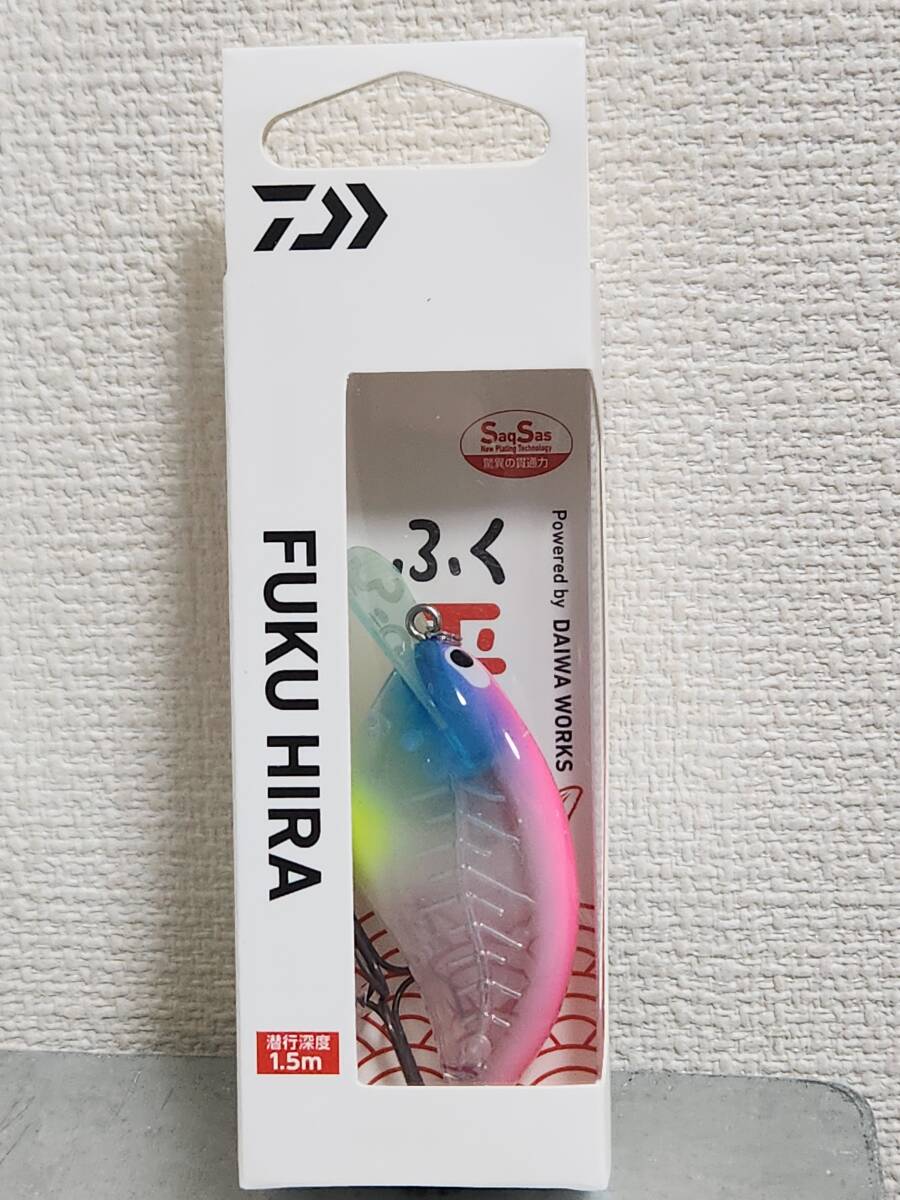 SaqSas
New Plating Technology
驚異の貫通力
ふく
Powered by DAIWA WORKS
FUKU HIRA
潜行深度
1.5m